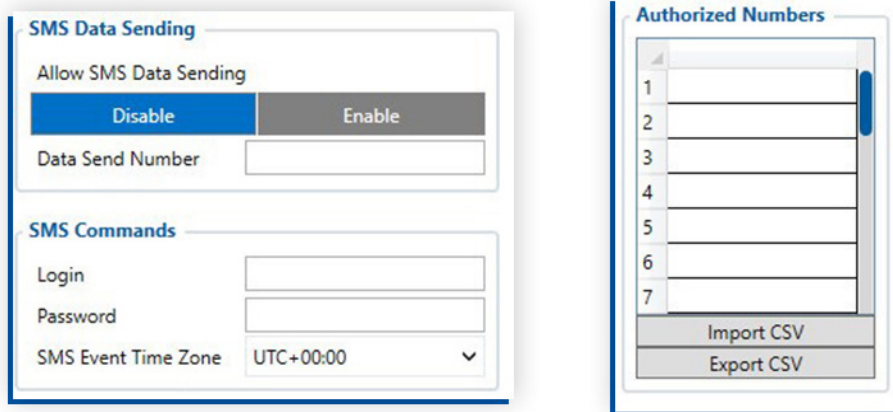 SMS Data Sending
Allow SMS Data Sending
Disable Enable
Data Send Number
SMS Commands
Login
Password
SMS Event Time Zone UTC+00:00
Authorized Numbers
1
2
3
4
5
6
7
Import CSV
Export CSV